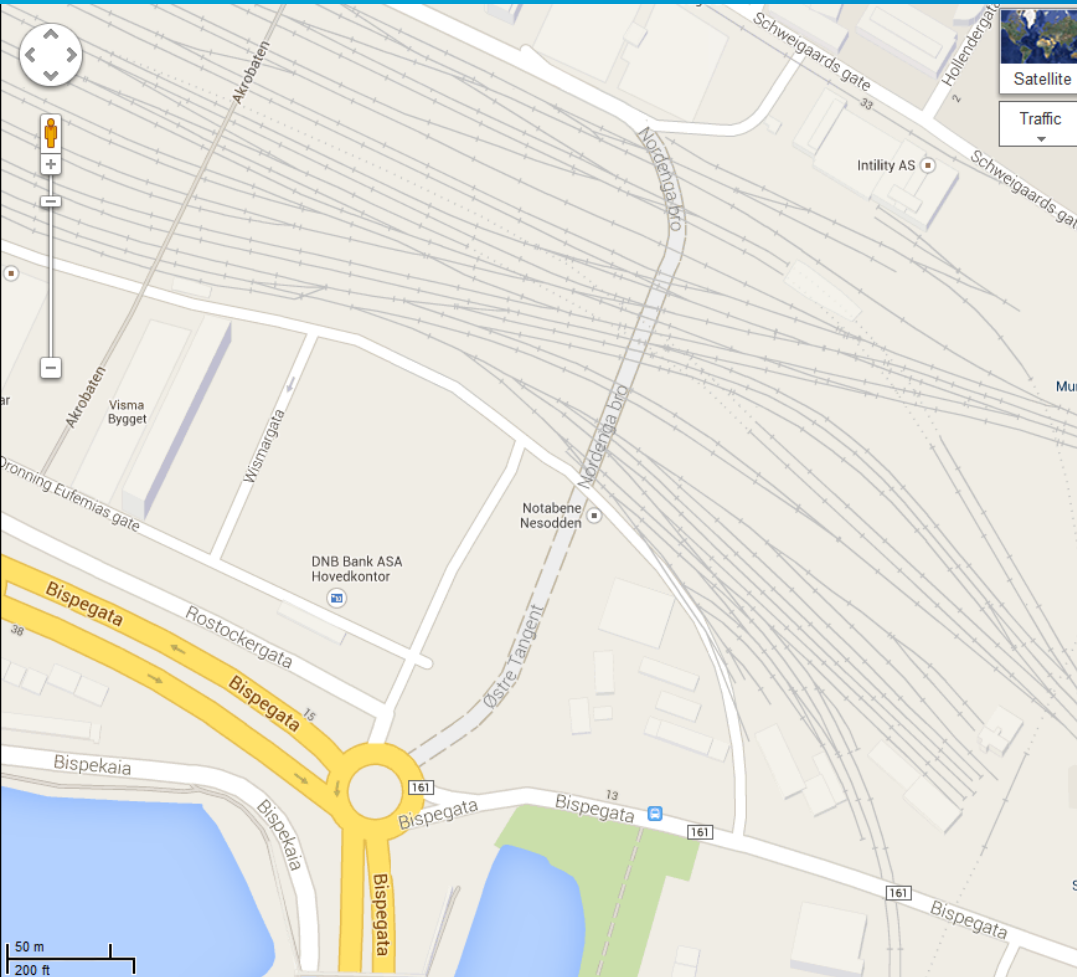 Schweigaards gate
Hollendergata
Akrobaten
Satellite
33
2
Traffic
Nordenga bro
Intility AS
Schweigaards gate
ar
Akrobaten
Visma
Bygget
Wismargata
Nordenga bro
Mun
Dronning Eufemias gate
Notabene
Nesodden
DNB Bank ASA
Hovedkontor
Bispegata
Rostockergata
Østre Tangent
38
Bispegata
15
Bispekaia
161
13
Bispegata
Bispegata
161
Bispekaia
Bispegata
161
Bispegata
S
50 m
200 ft